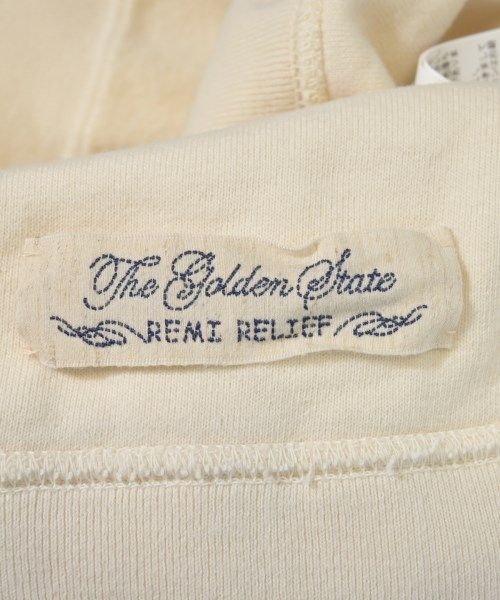 The Golden State
REMI RELIEF